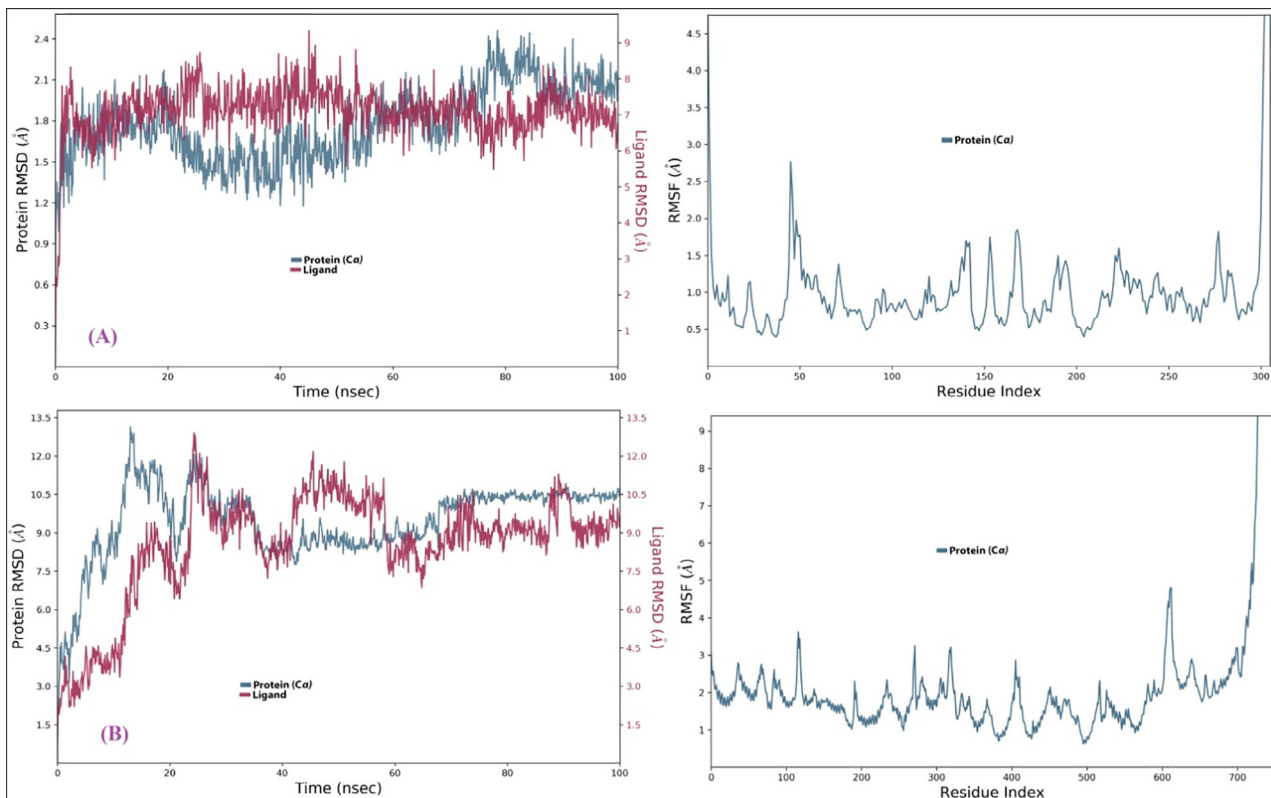 2.4
2.1
1.8
1.5
1.2
0.9
0.6
0.3
Protein RMSD (Å)
9
8
7
6
5
4
3
2
1
Ligand RMSD (Å)
Protein (Cα)
Ligand
(A)
0 20 40 60 80 100
Time (nsec)
4.5
4.0
3.5
3.0
2.5
2.0
1.5
1.0
0.5
RMSF (Å)
Protein (Cα)
0 50 100 150 200 250 300
Residue Index
13.5
12.0
10.5
9.0
7.5
6.0
4.5
3.0
1.5
Protein RMSD (Å)
13.5
12.0
10.5
9.0
7.5
6.0
4.5
3.0
1.5
Ligand RMSD (Å)
Protein (Cα)
Ligand
(B)
0 20 40 60 80 100
Time (nsec)
9
8
7
6
5
4
3
2
1
RMSF (Å)
Protein (Cα)
0 100 200 300 400 500 600 700
Residue Index